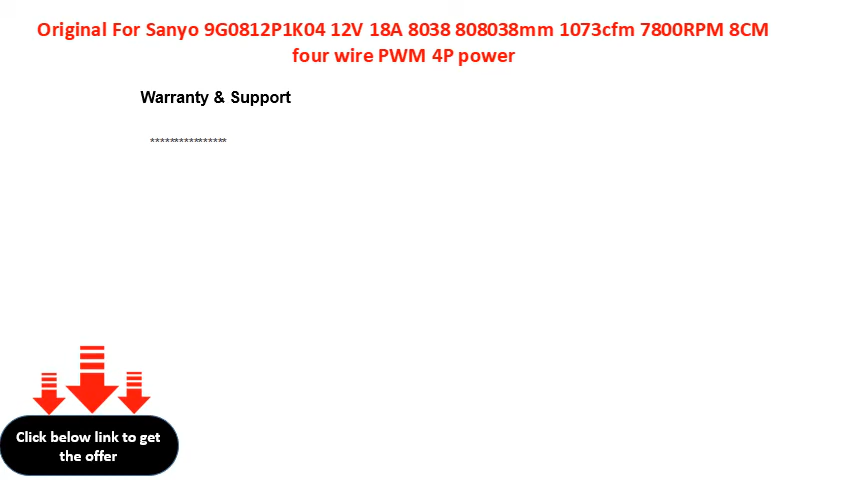 Original For Sanyo 9G0812P1K04 12V 18A 8038 808038mm 1073cfm 7800RPM 8CM
four wire PWM 4P power
Warranty & Support
****************
Click below link to get
the offer